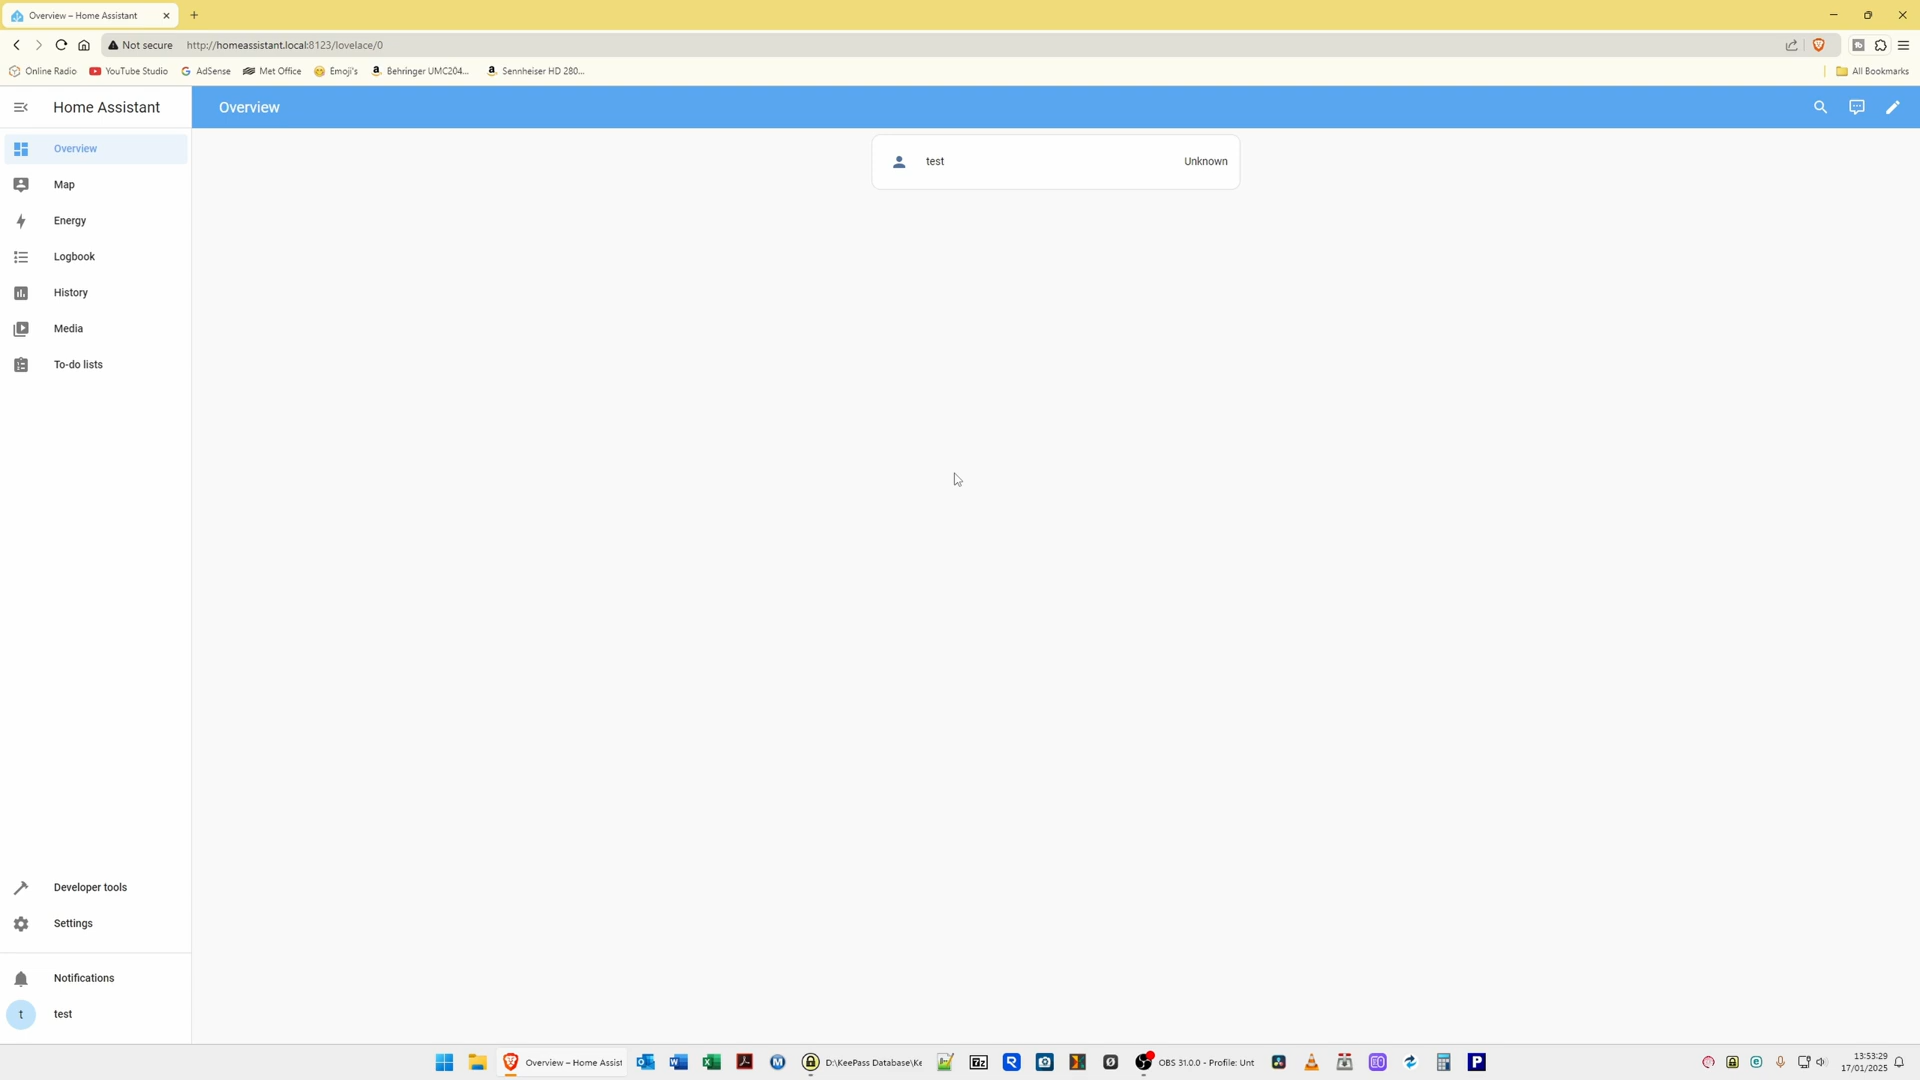 Overview – Home Assistant
Not secure
http://homeassistant.local:8123/lovelace/0
Online Radio
YouTube Studio
AdSense
Met Office
Emoji's
Behringer UMC204...
Sennheiser HD 280...
All Bookmarks
Home Assistant
Overview
Overview
test
Unknown
Map
Energy
Logbook
History
Media
To-do lists
Developer tools
Settings
Notifications
t
test
Overview – Home Assist
D:\KeePass Database\Ke
7z
OBS 31.0.0 - Profile: Unt
13:53:29
17/01/2025